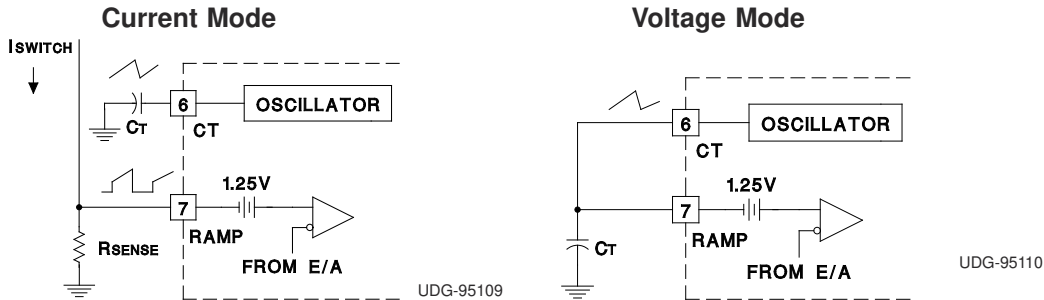 Current Mode
ISWITCH
6
OSCILLATOR
CT
CT
1.25V
7
RAMP
RSENSE
FROM E/A
UDG-95109
Voltage Mode
6
OSCILLATOR
CT
1.25V
7
RAMP
CT
FROM E/A
UDG-95110